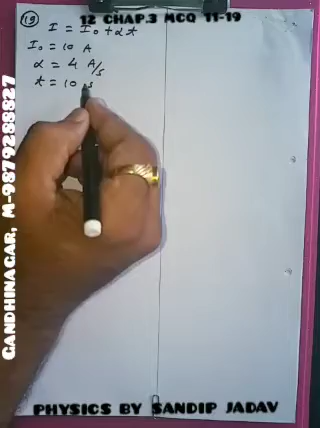 12 CHAP.3 MCQ 11-19
(19) I = I₀ + αt
I₀ = 10 A
α = 4 A/s
t = 10 s
GANDHINAGAR, M-9879288827
PHYSICS BY SANDIP JADAV